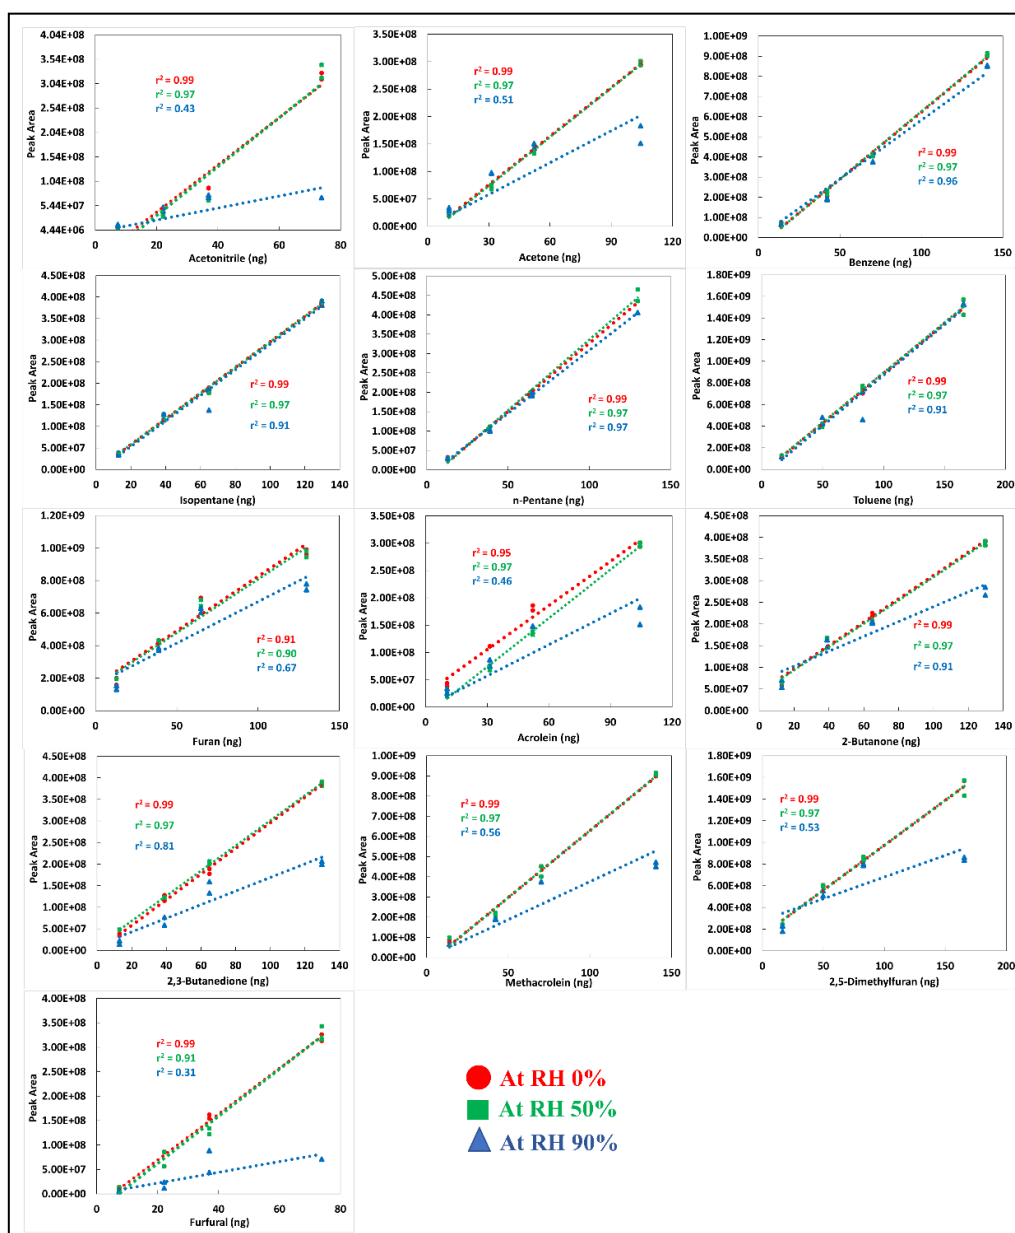 4.04E+08
3.54E+08
3.04E+08
2.54E+08
2.04E+08
1.54E+08
1.04E+08
5.44E+07
4.44E+06
Peak Area
r² = 0.99
r² = 0.97
r² = 0.43
0 20 40 60 80
Acetonitrile (ng)
3.50E+08
3.00E+08
2.50E+08
2.00E+08
1.50E+08
1.00E+08
5.00E+07
0.00E+00
Peak Area
r² = 0.99
r² = 0.97
r² = 0.51
0 30 60 90 120
Acetone (ng)
1.00E+09
9.00E+08
8.00E+08
7.00E+08
6.00E+08
5.00E+08
4.00E+08
3.00E+08
2.00E+08
1.00E+08
0.00E+00
Peak Area
r² = 0.99
r² = 0.97
r² = 0.96
0 50 100 150
Benzene (ng)
4.50E+08
4.00E+08
3.50E+08
3.00E+08
2.50E+08
2.00E+08
1.50E+08
1.00E+08
5.00E+07
0.00E+00
Peak Area
r² = 0.99
r² = 0.97
r² = 0.91
0 20 40 60 80 100 120 140
Isopentane (ng)
5.00E+08
4.50E+08
4.00E+08
3.50E+08
3.00E+08
2.50E+08
2.00E+08
1.50E+08
1.00E+08
5.00E+07
0.00E+00
Peak Area
r² = 0.99
r² = 0.97
r² = 0.97
0 50 100 150
n-Pentane (ng)
1.80E+09
1.60E+09
1.40E+09
1.20E+09
1.00E+09
8.00E+08
6.00E+08
4.00E+08
2.00E+08
0.00E+00
Peak Area
r² = 0.99
r² = 0.97
r² = 0.91
0 50 100 150 200
Toluene (ng)
1.20E+09
1.00E+09
8.00E+08
6.00E+08
4.00E+08
2.00E+08
0.00E+00
Peak Area
r² = 0.91
r² = 0.90
r² = 0.67
0 50 100 150
Furan (ng)
3.50E+08
3.00E+08
2.50E+08
2.00E+08
1.50E+08
1.00E+08
5.00E+07
0.00E+00
Peak Area
r² = 0.95
r² = 0.97
r² = 0.46
0 30 60 90 120
Acrolein (ng)
4.50E+08
4.00E+08
3.50E+08
3.00E+08
2.50E+08
2.00E+08
1.50E+08
1.00E+08
5.00E+07
0.00E+00
Peak Area
r² = 0.99
r² = 0.97
r² = 0.91
0 20 40 60 80 100 120 140
2-Butanone (ng)
4.50E+08
4.00E+08
3.50E+08
3.00E+08
2.50E+08
2.00E+08
1.50E+08
1.00E+08
5.00E+07
0.00E+00
Peak Area
r² = 0.99
r² = 0.97
r² = 0.81
0 20 40 60 80 100 120 140
2,3-Butanedione (ng)
9.00E+08
8.00E+08
7.00E+08
6.00E+08
5.00E+08
4.00E+08
3.00E+08
2.00E+08
1.00E+08
0.00E+00
Peak Area
r² = 0.99
r² = 0.97
r² = 0.56
0 50 100 150
Methacrolein (ng)
1.80E+09
1.60E+09
1.40E+09
1.20E+09
1.00E+09
8.00E+08
6.00E+08
4.00E+08
2.00E+08
0.00E+00
Peak Area
r² = 0.99
r² = 0.97
r² = 0.53
0 50 100 150 200
2,5-Dimethylfuran (ng)
4.00E+08
3.50E+08
3.00E+08
2.50E+08
2.00E+08
1.50E+08
1.00E+08
5.00E+07
0.00E+00
Peak Area
r² = 0.99
r² = 0.91
r² = 0.31
0 20 40 60 80
Furfural (ng)
At RH 0%
At RH 50%
At RH 90%